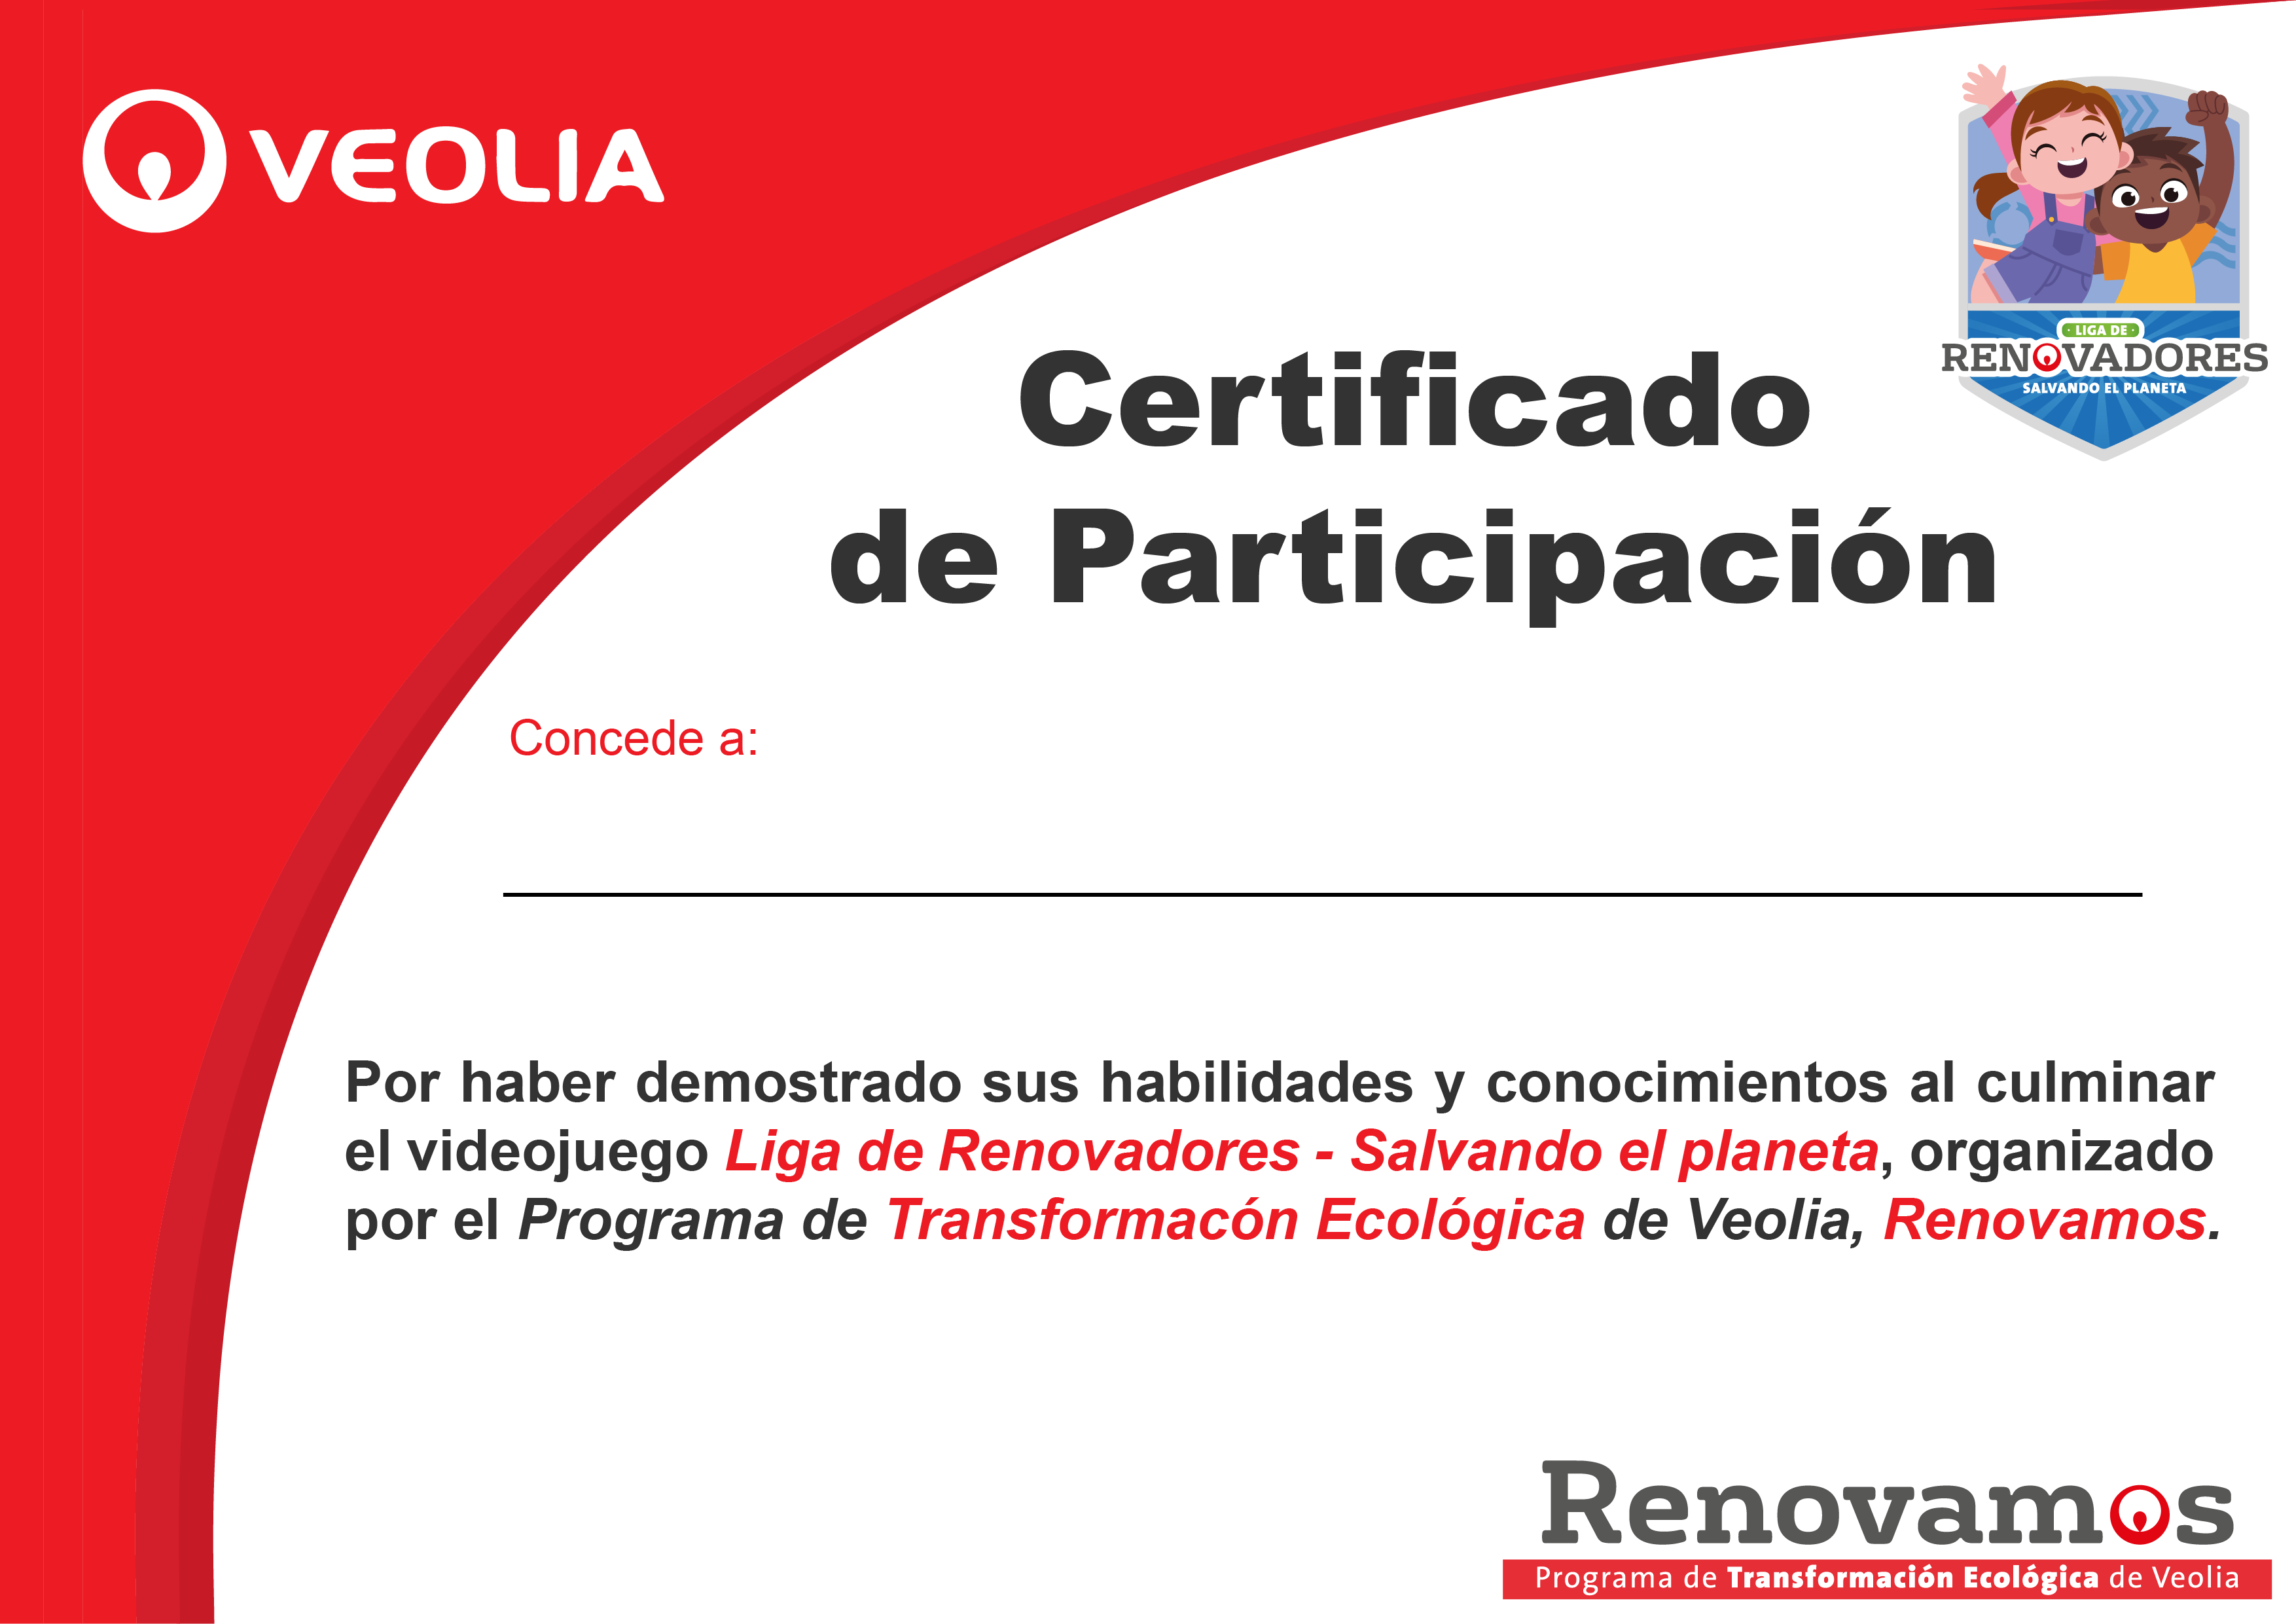 VEOLIA
LIGA DE
RENOVADORES
SALVANDO EL PLANETA
Certificado
de Participación
Concede a:
Por haber demostrado sus habilidades y conocimientos al culminar
el videojuego Liga de Renovadores - Salvando el planeta, organizado
por el Programa de Transformacón Ecológica de Veolia, Renovamos.
Renovamos
Programa de Transformación Ecológica de Veolia